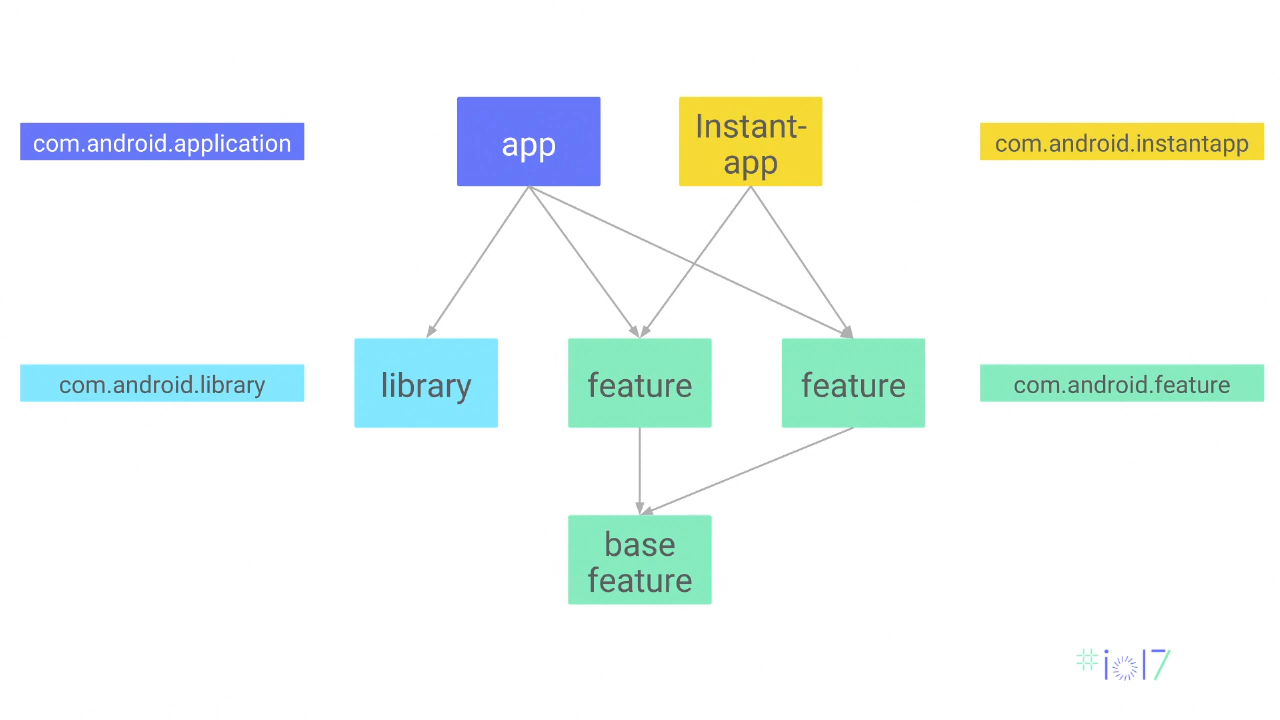 com.android.application
app
Instant-
app
com.android.instantapp
com.android.library
library
feature
feature
com.android.feature
base
feature
#io17